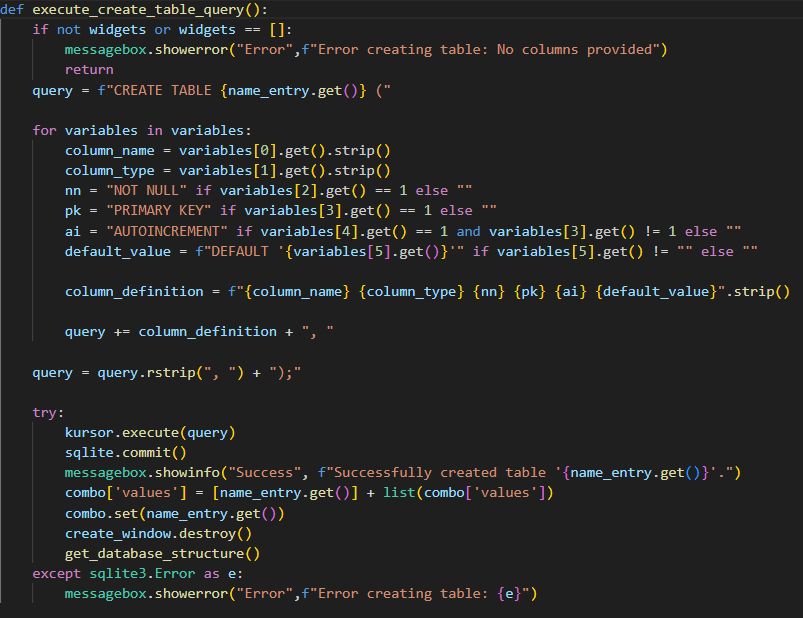 def execute_create_table_query():
    if not widgets or widgets == []:
        messagebox.showerror("Error",f"Error creating table: No columns provided")
        return
    query = f"CREATE TABLE {name_entry.get()} ("

    for variables in variables:
        column_name = variables[0].get().strip()
        column_type = variables[1].get().strip()
        nn = "NOT NULL" if variables[2].get() == 1 else ""
        pk = "PRIMARY KEY" if variables[3].get() == 1 else ""
        ai = "AUTOINCREMENT" if variables[4].get() == 1 and variables[3].get() != 1 else ""
        default_value = f"DEFAULT '{variables[5].get()}'" if variables[5].get() != "" else ""

        column_definition = f"{column_name} {column_type} {nn} {pk} {ai} {default_value}".strip()

        query += column_definition + ", "

    query = query.rstrip(", ") + ");"

    try:
        kursor.execute(query)
        sqlite.commit()
        messagebox.showinfo("Success", f"Successfully created table '{name_entry.get()}'.")
        combo['values'] = [name_entry.get()] + list(combo['values'])
        combo.set(name_entry.get())
        create_window.destroy()
        get_database_structure()
    except sqlite3.Error as e:
        messagebox.showerror("Error",f"Error creating table: {e}")